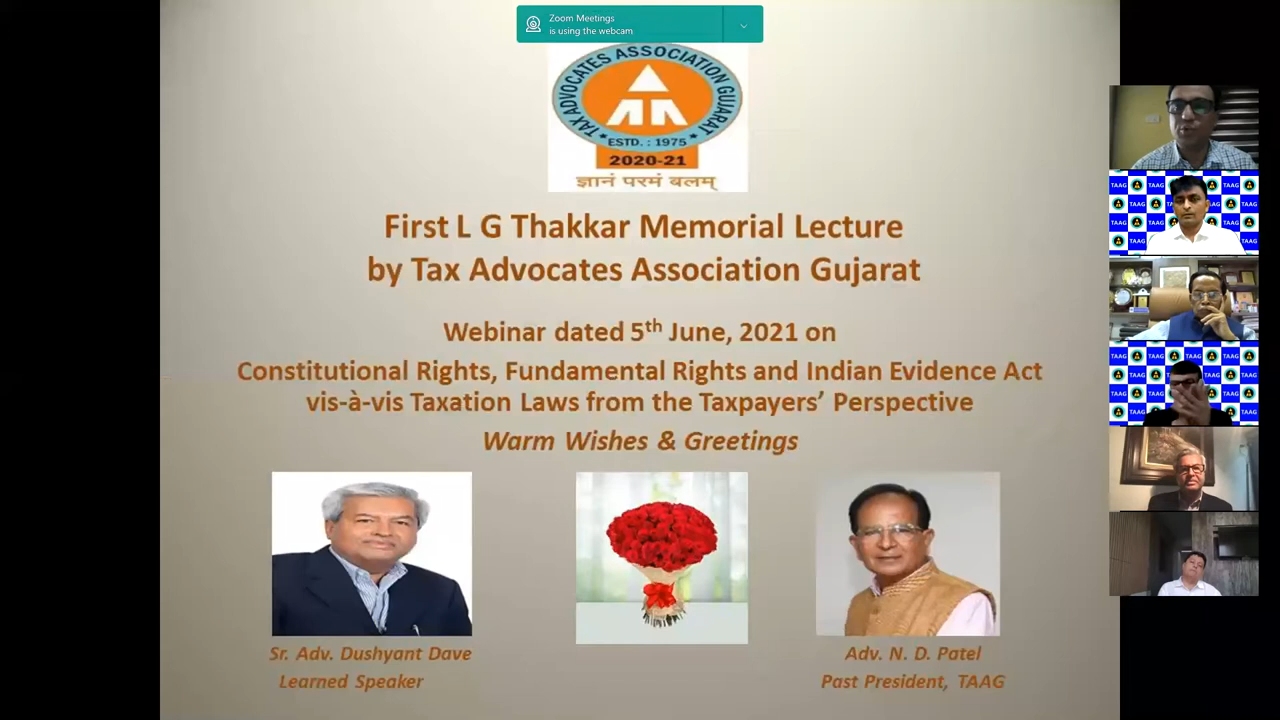 Zoom Meetings
is using the webcam
TAX ADVOCATES ASSOCIATION GUJARAT
ESTD. : 1975
2020-21
ज्ञानं परमं बलम्
First L G Thakkar Memorial Lecture
by Tax Advocates Association Gujarat
Webinar dated 5th June, 2021 on
Constitutional Rights, Fundamental Rights and Indian Evidence Act
vis-à-vis Taxation Laws from the Taxpayers’ Perspective
Warm Wishes & Greetings
Sr. Adv. Dushyant Dave
Learned Speaker
Adv. N. D. Patel
Past President, TAAG